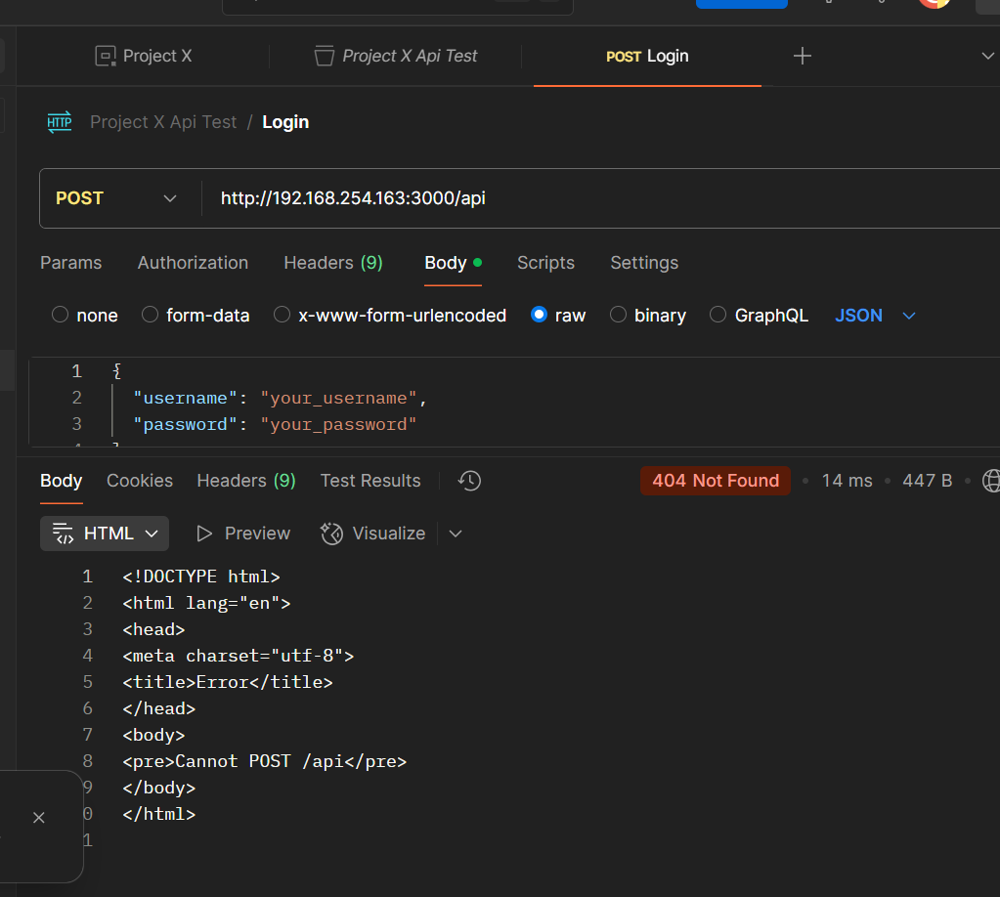 Project X
Project X Api Test
POST Login
HTTP Project X Api Test / Login
POST http://192.168.254.163:3000/api
Params Authorization Headers (9) Body Scripts Settings
none form-data x-www-form-urlencoded raw binary GraphQL JSON
1 {
2 "username": "your_username",
3 "password": "your_password"
Body Cookies Headers (9) Test Results 404 Not Found • 14 ms • 447 B •
HTML Preview Visualize
1 <!DOCTYPE html>
2 <html lang="en">
3 <head>
4 <meta charset="utf-8">
5 <title>Error</title>
6 </head>
7 <body>
8 <pre>Cannot POST /api</pre>
9 </body>
0 </html>
1